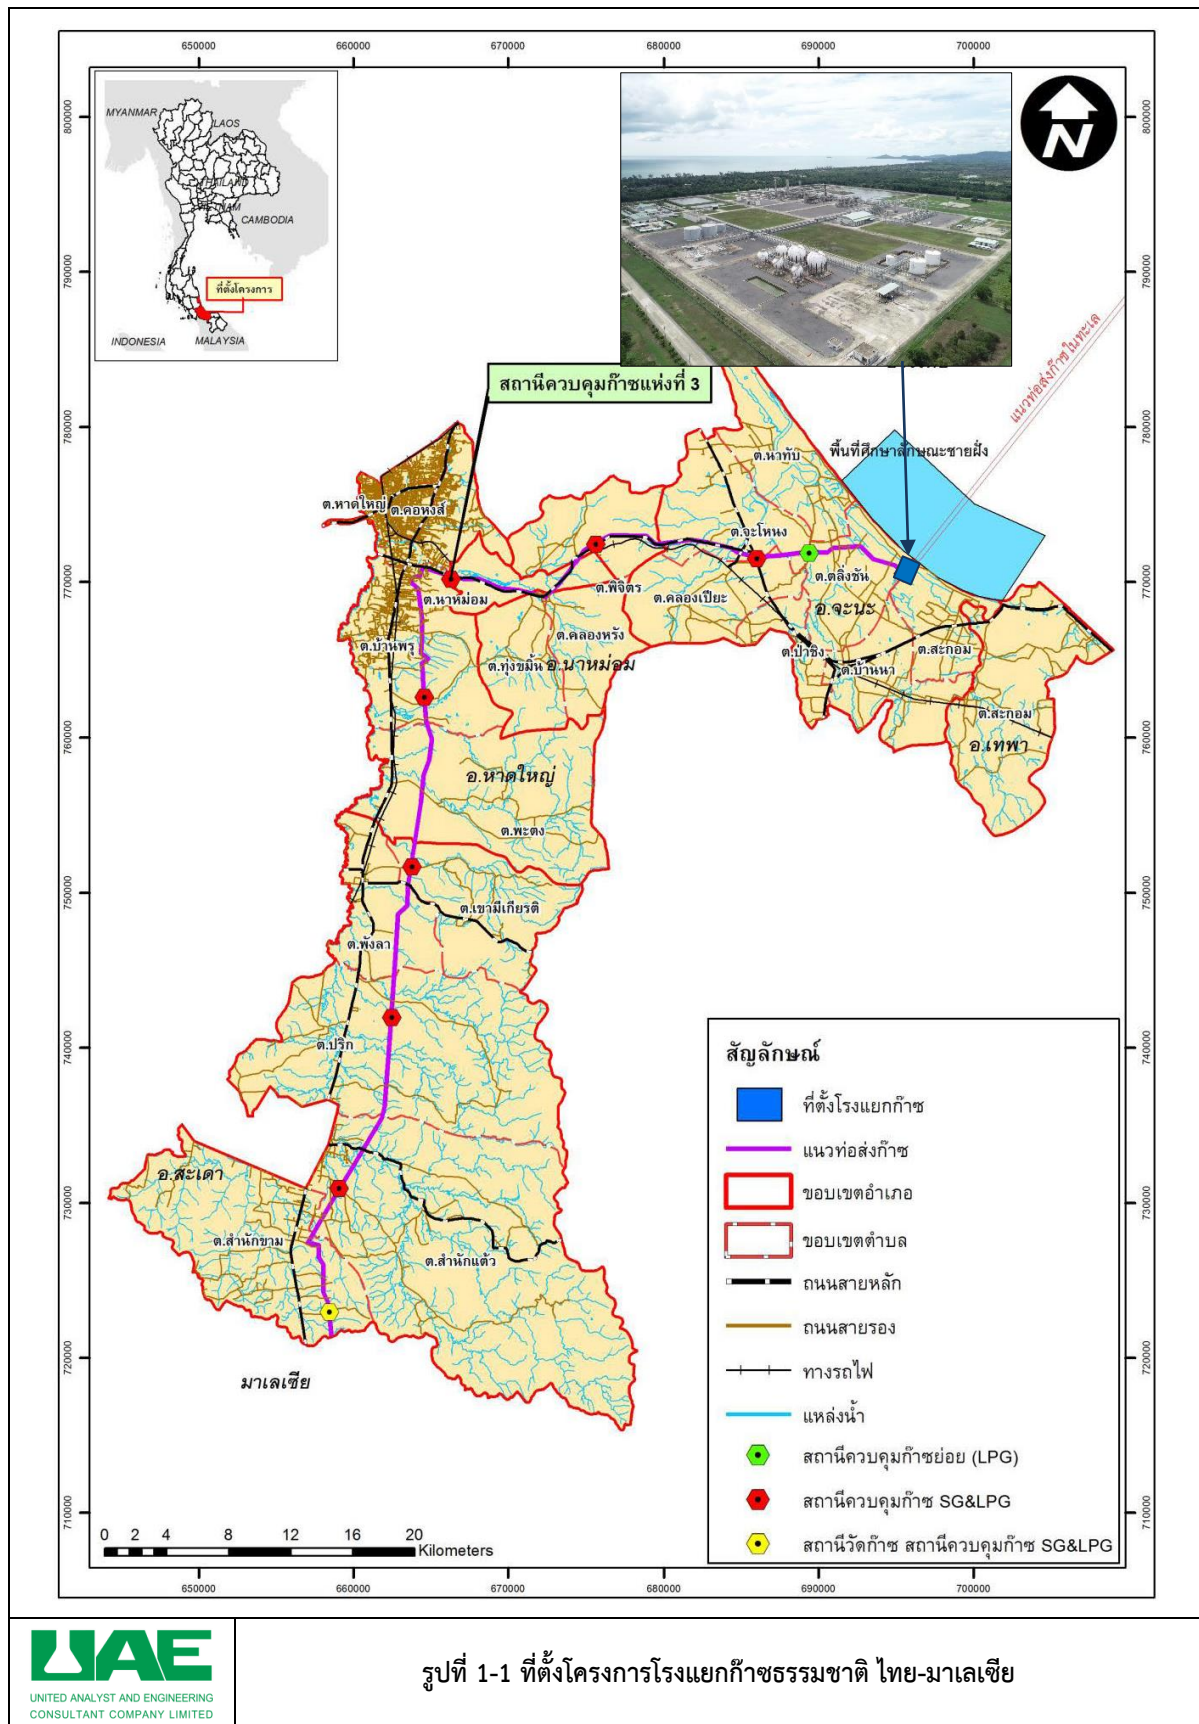 650000 660000 670000 680000 690000 700000
800000 800000
790000 790000
780000 780000
770000 770000
760000 760000
750000 750000
740000 740000
730000 730000
720000 720000
710000 710000
MYANMAR
LAOS
THAILAND
CAMBODIA
ที่ตั้งโครงการ
INDONESIA
MALAYSIA
N
แนวท่อส่งก๊าซในทะเล
สถานีควบคุมก๊าซแห่งที่ 3
พื้นที่ศึกษาลักษณะชายฝั่ง
ต.นาทับ
ต.หาดใหญ่
ต.คอหงส์
ต.จะโหนง
ต.นาหม่อม
ต.พิจิตร
ต.คลองเปียะ
ต.ตลิ่งชัน
อ.จะนะ
ต.คลองหรัง
ต.บ้านพรุ
ต.ทุ่งขมิ้น
อ.นาหม่อม
ต.ป่าชิง
ต.บ้านนา
ต.สะกอม
ต.สะกอม
อ.เทพา
อ.หาดใหญ่
ต.พะตง
ต.เขามีเกียรติ
ต.พังลา
ต.ปริก
อ.สะเดา
ต.สำนักขาม
ต.สำนักแต้ว
มาเลเซีย
สัญลักษณ์
ที่ตั้งโรงแยกก๊าซ
แนวท่อส่งก๊าซ
ขอบเขตอำเภอ
ขอบเขตตำบล
ถนนสายหลัก
ถนนสายรอง
ทางรถไฟ
แหล่งน้ำ
สถานีควบคุมก๊าซย่อย (LPG)
สถานีควบคุมก๊าซ SG&LPG
สถานีวัดก๊าซ สถานีควบคุมก๊าซ SG&LPG
0 2 4 8 12 16 20
Kilometers
650000 660000 670000 680000 690000 700000
UAE
UNITED ANALYST AND ENGINEERING
CONSULTANT COMPANY LIMITED
รูปที่ 1-1 ที่ตั้งโครงการโรงแยกก๊าซธรรมชาติ ไทย-มาเลเซีย